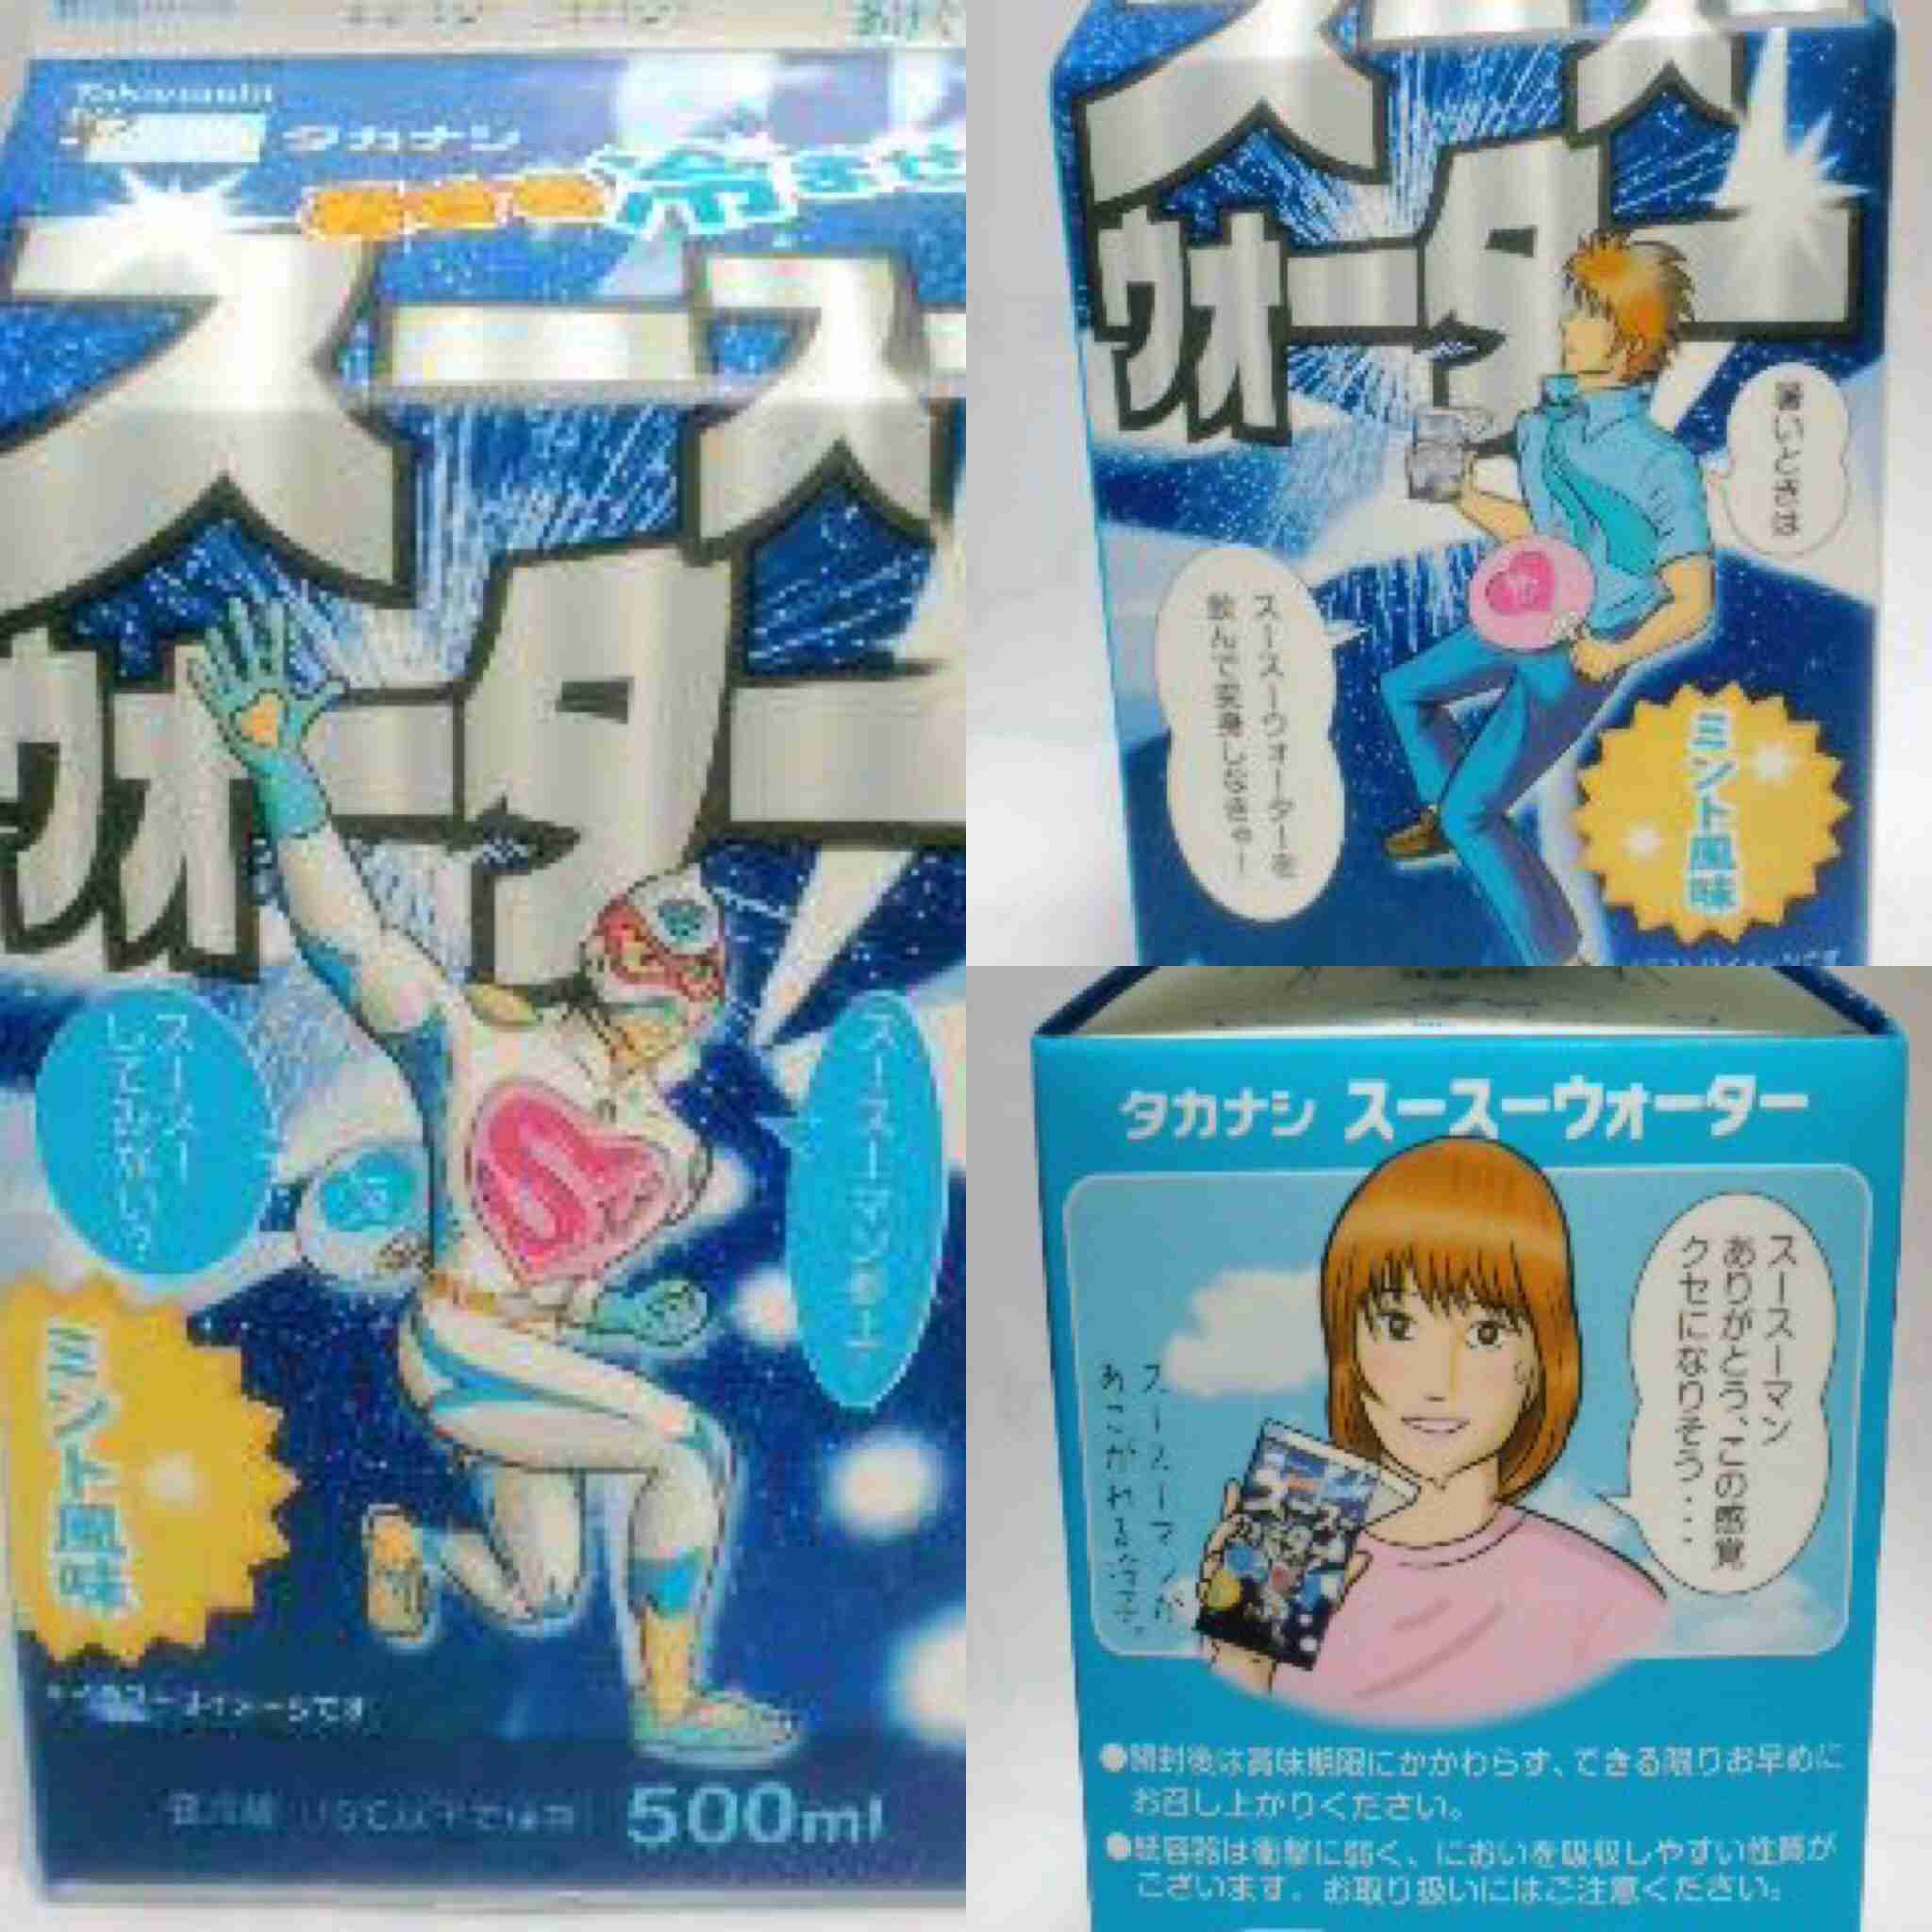 タカナシ
スースー
ウォーター
スースー
してみない?
スースーマンホー!
ミント風味
500ml
ス ス
ウォーター
暑いときは
スースーウォーターを
飲んで変身しなきゃ!
ミント風味
タカナシ スースーウォーター
スースーマン
ありがとう、この感覚
クセになりそう・・・
スースーマンが
あこがれる女子。
●開封後は賞味期限にかかわらず、できる限りお早めに
お召し上がりください。
●紙容器は衝撃に弱く、においを吸収しやすい性質が
ございます。お取り扱いにはご注意ください。